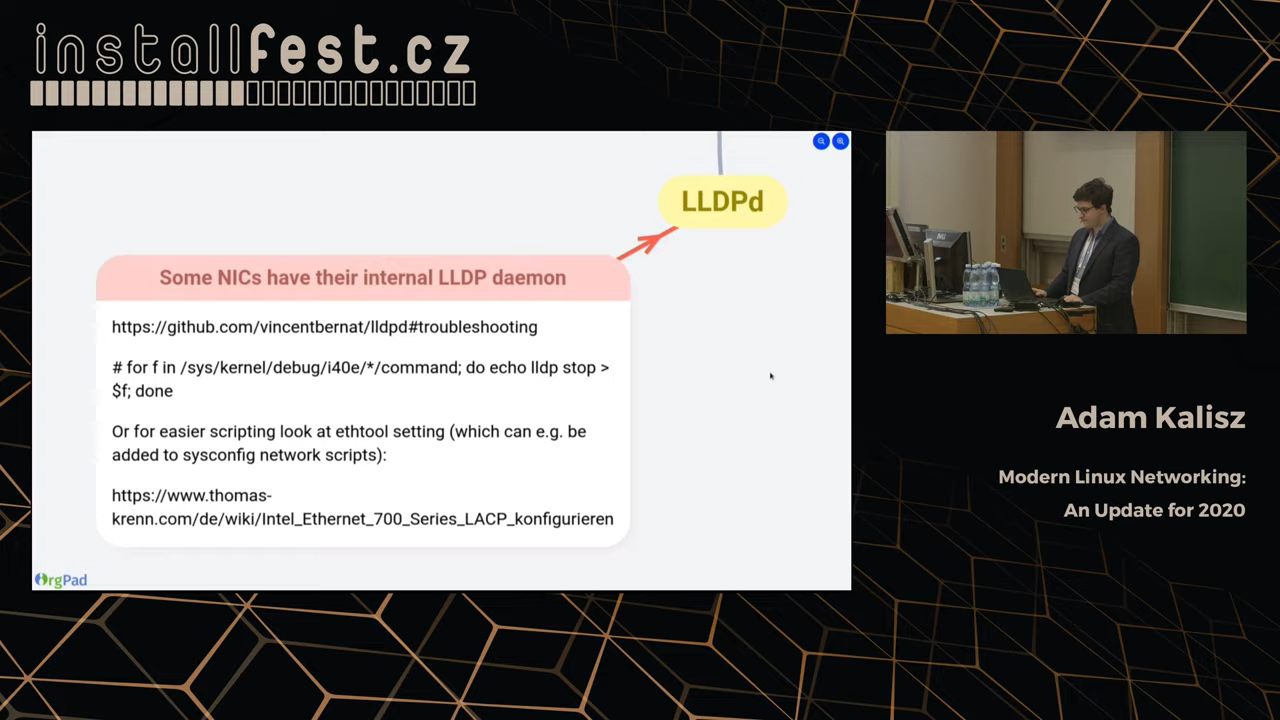 installfest.cz
LLDPd
Some NICs have their internal LLDP daemon
https://github.com/vincentbernat/lldpd#troubleshooting
# for f in /sys/kernel/debug/i40e/*/command; do echo lldp stop >
$f; done
Or for easier scripting look at ethtool setting (which can e.g. be
added to sysconfig network scripts):
https://www.thomas-
krenn.com/de/wiki/Intel_Ethernet_700_Series_LACP_konfigurieren
OrgPad
Adam Kalisz
Modern Linux Networking:
An Update for 2020